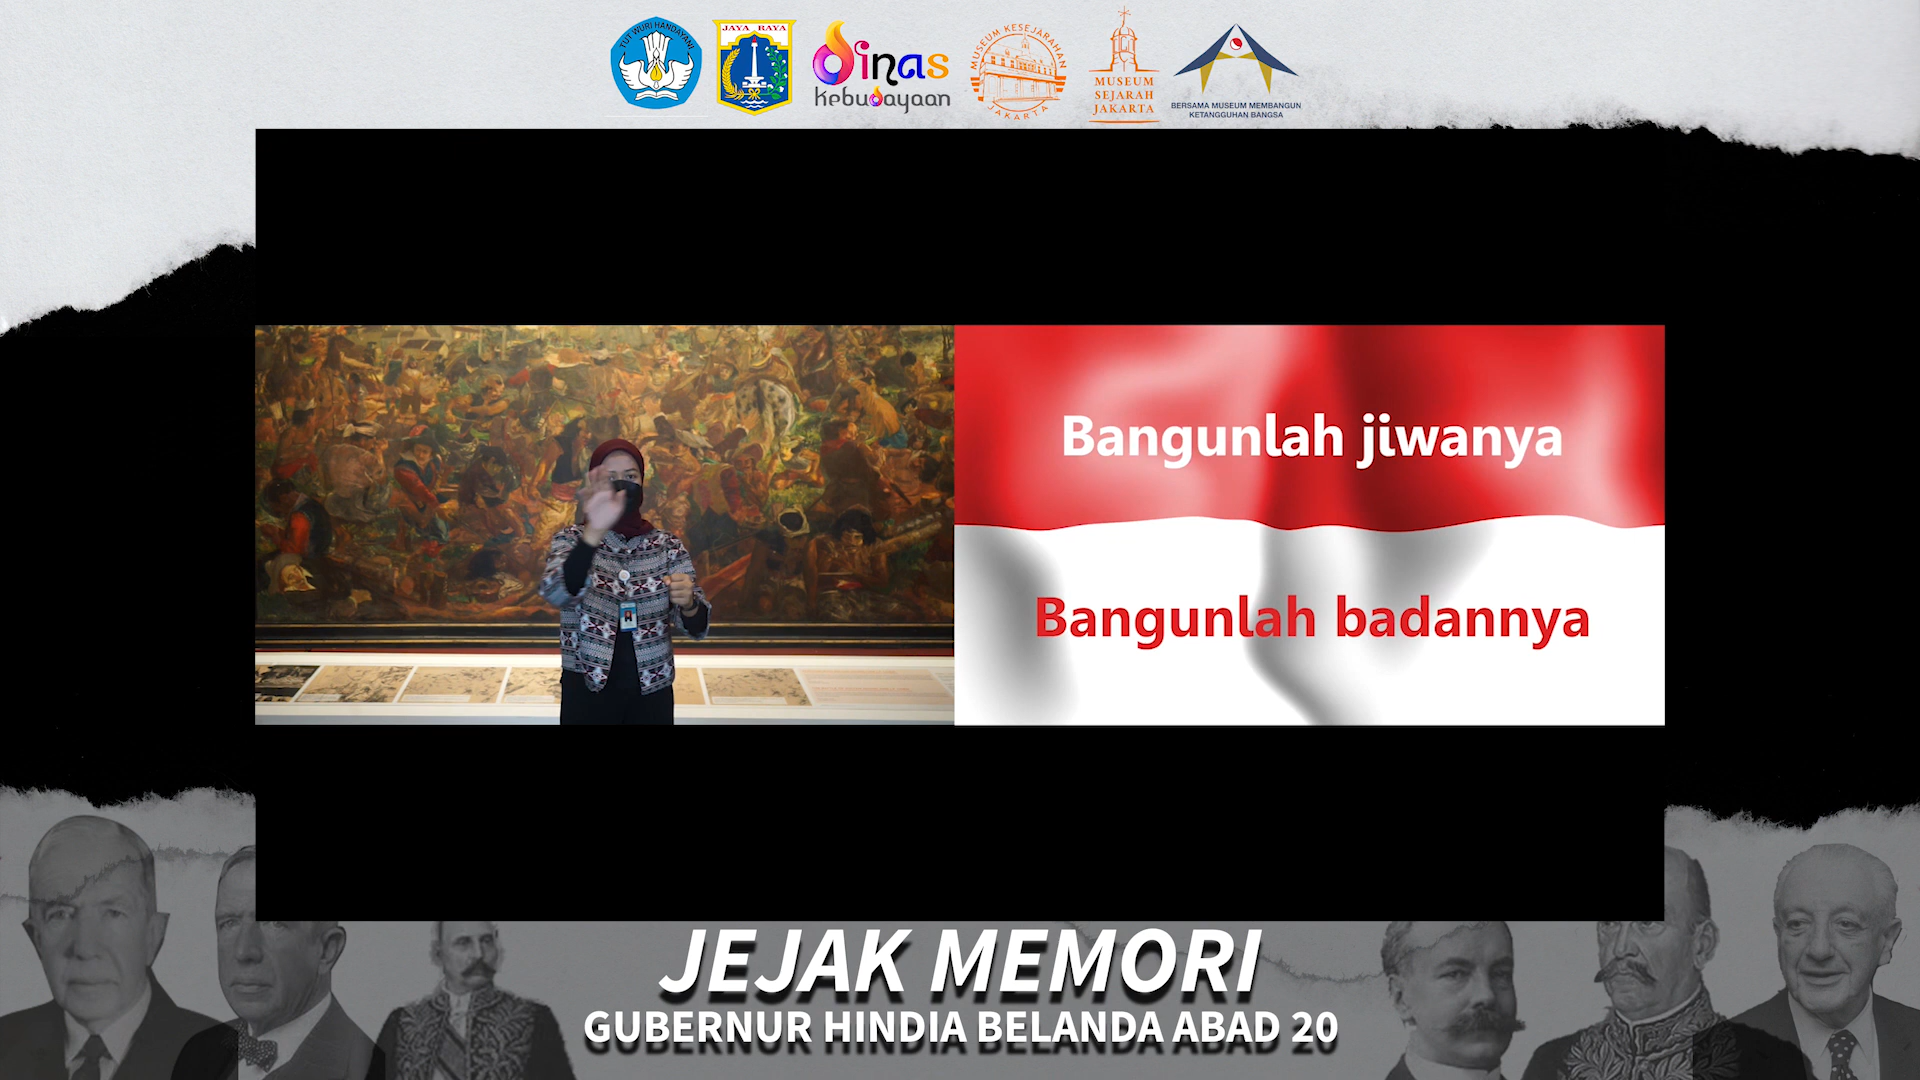 TUT WURI HANDAYANI
JAYA RAYA
dinas
kebudayaan
MUSEUM KESEJARAHAN
JAKARTA
MUSEUM
SEJARAH
JAKARTA
BERSAMA MUSEUM MEMBANGUN
KETANGGUHAN BANGSA
Bangunlah jiwanya
Bangunlah badannya
JEJAK MEMORI
GUBERNUR HINDIA BELANDA ABAD 20